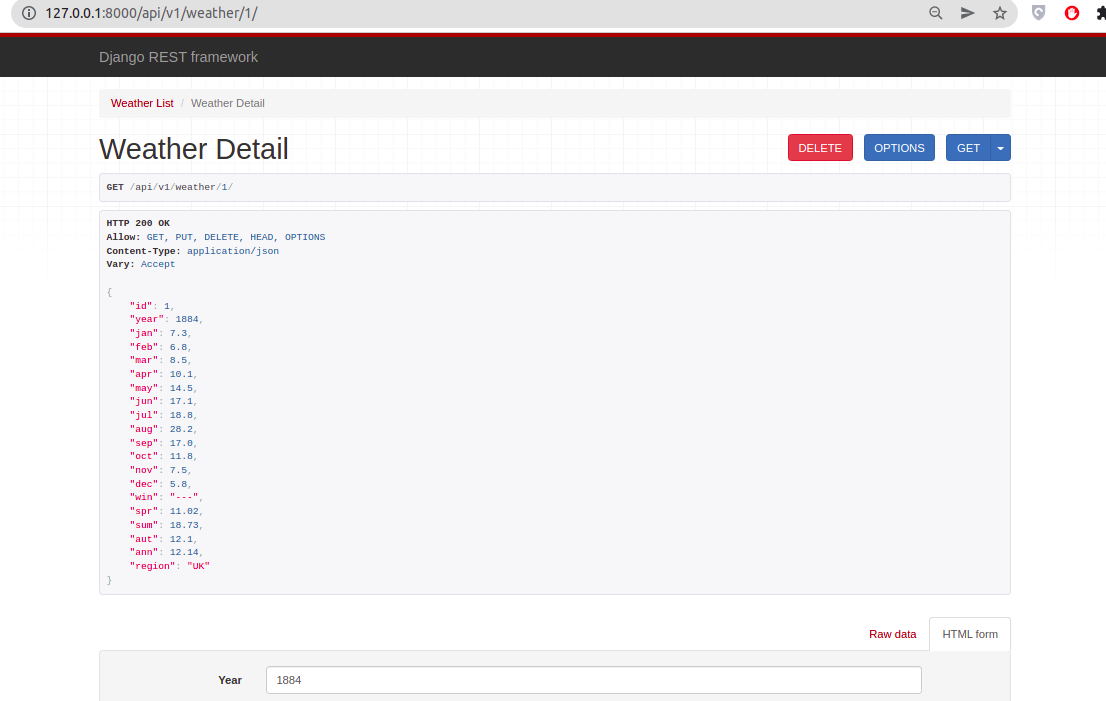 127.0.0.1:8000/api/v1/weather/1/
Django REST framework
Weather List / Weather Detail
Weather Detail DELETE OPTIONS GET
GET /api/v1/weather/1/
HTTP 200 OK
Allow: GET, PUT, DELETE, HEAD, OPTIONS
Content-Type: application/json
Vary: Accept
{
"id": 1,
"year": 1884,
"jan": 7.3,
"feb": 6.8,
"mar": 8.5,
"apr": 10.1,
"may": 14.5,
"jun": 17.1,
"jul": 18.8,
"aug": 28.2,
"sep": 17.0,
"oct": 11.8,
"nov": 7.5,
"dec": 5.8,
"win": "---",
"spr": 11.02,
"sum": 18.73,
"aut": 12.1,
"ann": 12.14,
"region": "UK"
}
Raw data HTML form
Year 1884